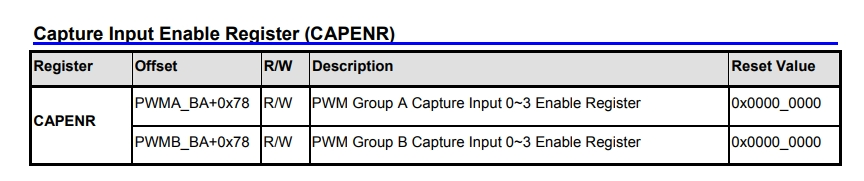 Capture Input Enable Register (CAPENR)
Register Offset R/W Description Reset Value
CAPENR
PWMA_BA+0x78 R/W PWM Group A Capture Input 0~3 Enable Register 0x0000_0000
PWMB_BA+0x78 R/W PWM Group B Capture Input 0~3 Enable Register 0x0000_0000